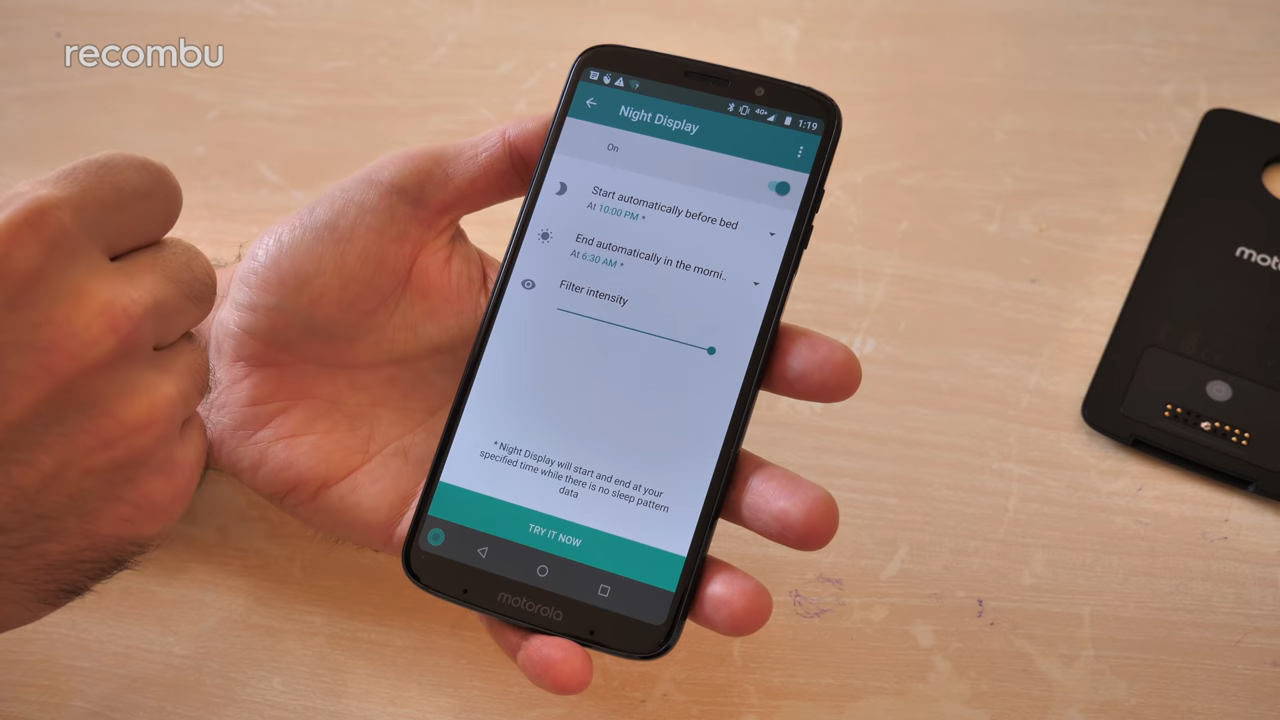 recombu
4G+ 1:19
Night Display
On
Start automatically before bed
At 10:00 PM *
End automatically in the morni..
At 6:30 AM *
Filter intensity
* Night Display will start and end at your
specified time while there is no sleep pattern
data
TRY IT NOW
motorola